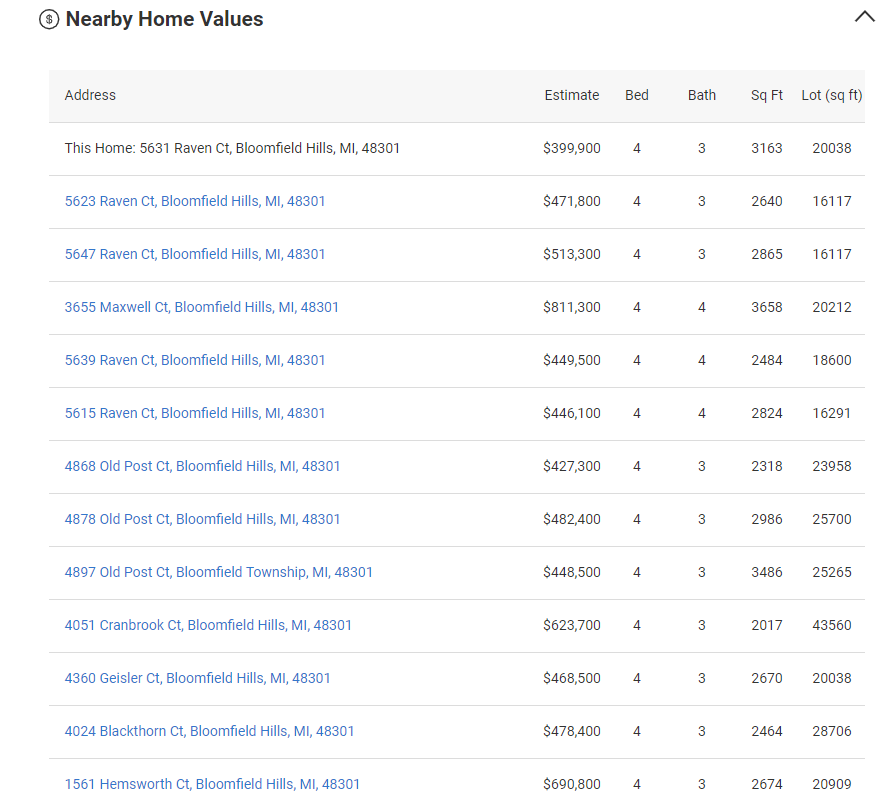 $ Nearby Home Values
Address Estimate Bed Bath Sq Ft Lot (sq ft)
This Home: 5631 Raven Ct, Bloomfield Hills, MI, 48301 $399,900 4 3 3163 20038
5623 Raven Ct, Bloomfield Hills, MI, 48301 $471,800 4 3 2640 16117
5647 Raven Ct, Bloomfield Hills, MI, 48301 $513,300 4 3 2865 16117
3655 Maxwell Ct, Bloomfield Hills, MI, 48301 $811,300 4 4 3658 20212
5639 Raven Ct, Bloomfield Hills, MI, 48301 $449,500 4 4 2484 18600
5615 Raven Ct, Bloomfield Hills, MI, 48301 $446,100 4 4 2824 16291
4868 Old Post Ct, Bloomfield Hills, MI, 48301 $427,300 4 3 2318 23958
4878 Old Post Ct, Bloomfield Hills, MI, 48301 $482,400 4 3 2986 25700
4897 Old Post Ct, Bloomfield Township, MI, 48301 $448,500 4 3 3486 25265
4051 Cranbrook Ct, Bloomfield Hills, MI, 48301 $623,700 4 3 2017 43560
4360 Geisler Ct, Bloomfield Hills, MI, 48301 $468,500 4 3 2670 20038
4024 Blackthorn Ct, Bloomfield Hills, MI, 48301 $478,400 4 3 2464 28706
1561 Hemsworth Ct, Bloomfield Hills, MI, 48301 $690,800 4 3 2674 20909